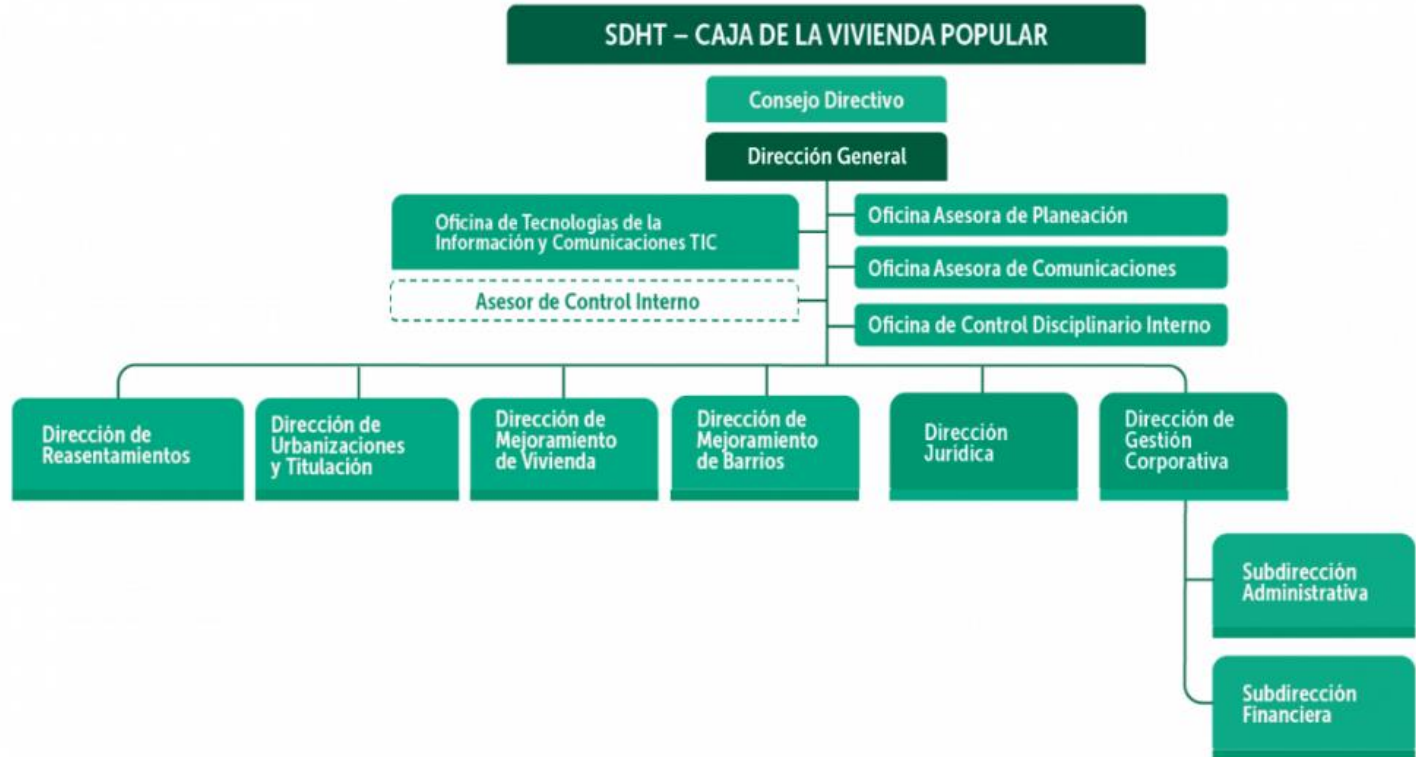 SDHT – CAJA DE LA VIVIENDA POPULAR
Consejo Directivo
Dirección General
Oficina de Tecnologías de la
Información y Comunicaciones TIC
Asesor de Control Interno
Oficina Asesora de Planeación
Oficina Asesora de Comunicaciones
Oficina de Control Disciplinario Interno
Dirección de
Reasentamientos
Dirección de
Urbanizaciones
y Titulación
Dirección de
Mejoramiento
de Vivienda
Dirección de
Mejoramiento
de Barrios
Dirección
Jurídica
Dirección de
Gestión
Corporativa
Subdirección
Administrativa
Subdirección
Financiera